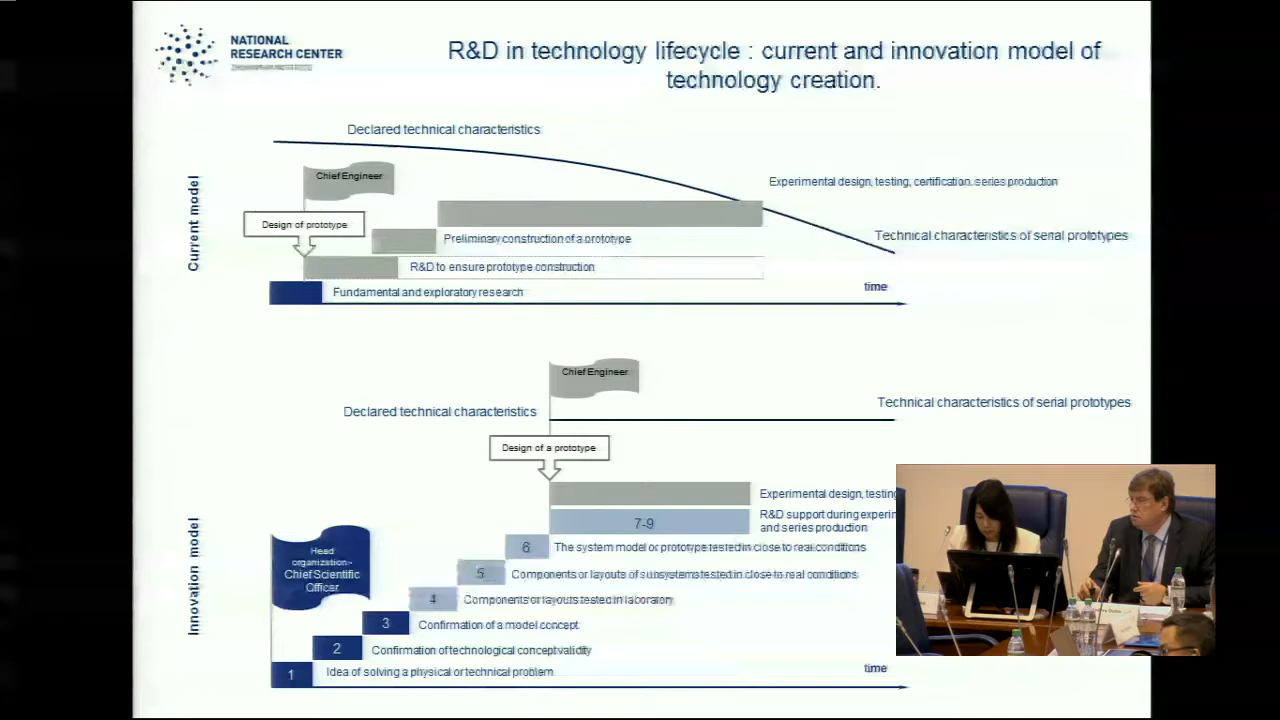 NATIONAL
RESEARCH CENTER
R&D in technology lifecycle : current and innovation model of
technology creation.
Current model
Declared technical characteristics
Chief Engineer
Experimental design, testing, certification, series production
Design of prototype
Preliminary construction of a prototype
Technical characteristics of serial prototypes
R&D to ensure prototype construction
Fundamental and exploratory research
time
Innovation model
Chief Engineer
Declared technical characteristics
Technical characteristics of serial prototypes
Design of a prototype
Experimental design, testing
7-9
R&D support during
and series production
6
The system model or prototype tested in close to real conditions
Head
organization-
Chief Scientific
Officer
5
Components or layouts of subsystems tested in close to real conditions
4
Components or layouts tested in laboratory
3
Confirmation of a model concept
2
Confirmation of technological concept validity
1
Idea of solving a physical or technical problem
time